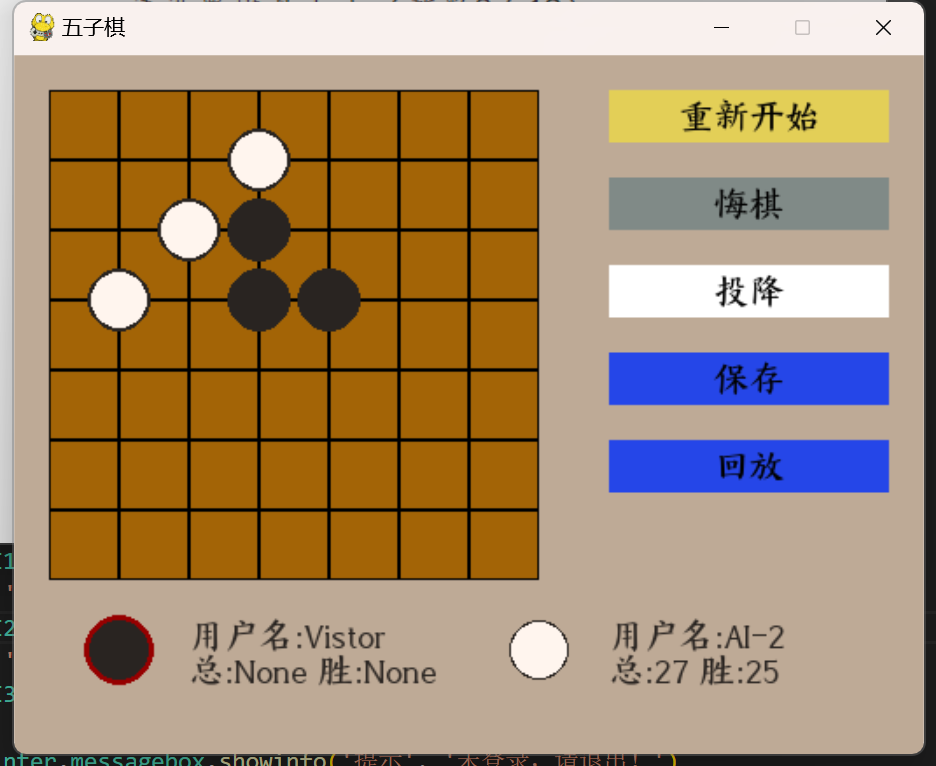 五子棋
重新开始
悔棋
投降
保存
回放
用户名:Vistor
总:None 胜:None
用户名:AI-2
总:27 胜:25
nter.messagebox.showinfo('提示', '未登录，请退出！')